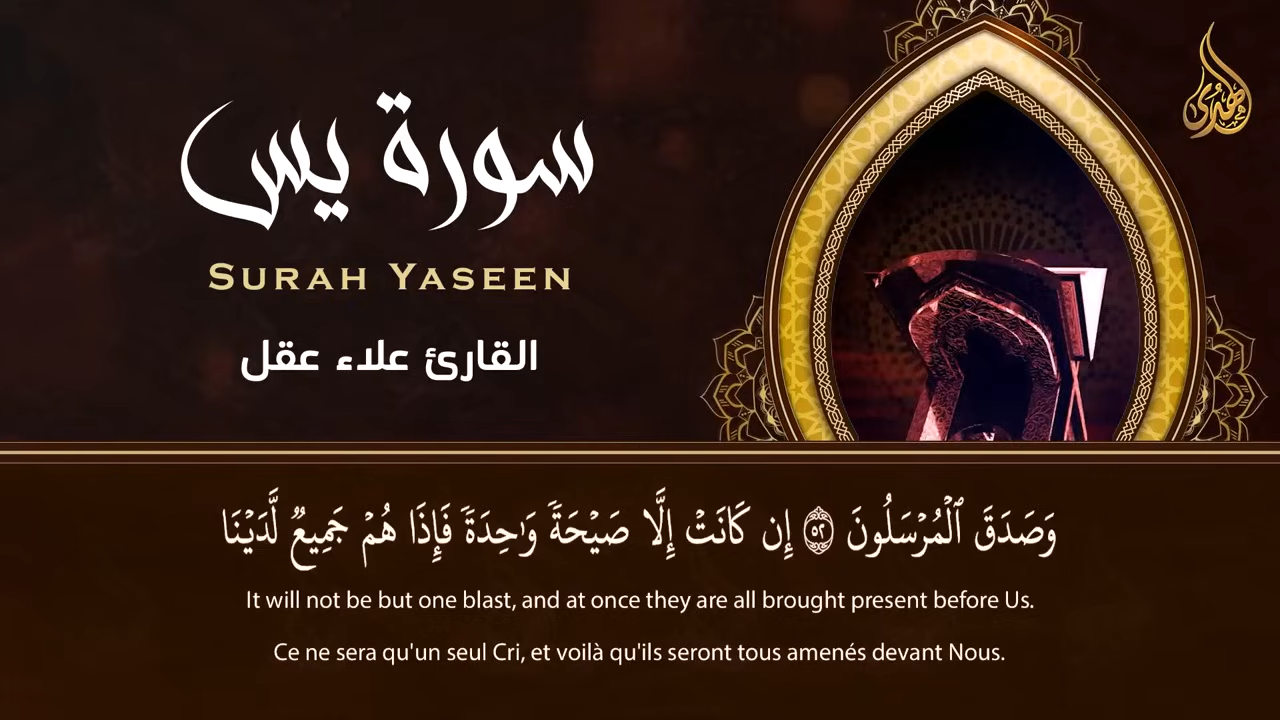 الهدى
سورة يس
SURAH YASEEN
القارئ علاء عقل
وَصَدَقَ ٱلْمُرْسَلُونَ ۝٥٢ إِن كَانَتْ إِلَّا صَيْحَةً وَٰحِدَةً فَإِذَا هُمْ جَمِيعٌ لَّدَيْنَا
It will not be but one blast, and at once they are all brought present before Us.
Ce ne sera qu'un seul Cri, et voilà qu'ils seront tous amenés devant Nous.